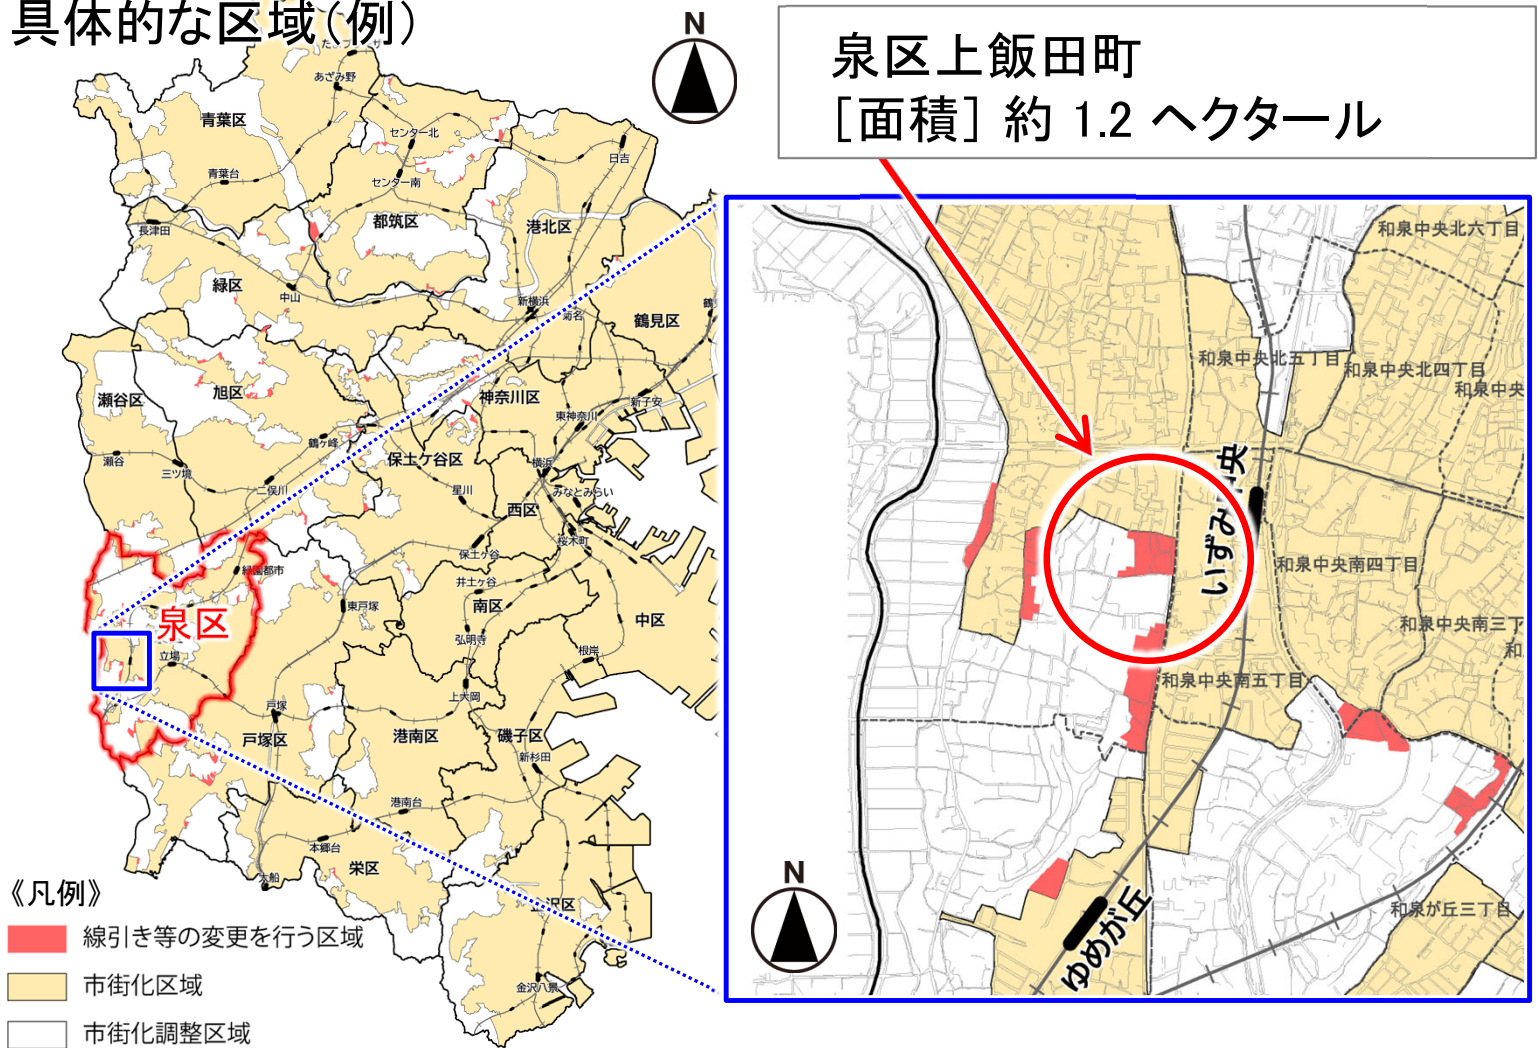 具体的な区域(例)
N
泉区上飯田町
[面積] 約 1.2 ヘクタール
あざみ野
青葉区
センター北
日吉
青葉台
センター南
都筑区
港北区
長津田
緑区
中山
新横浜
菊名
鶴見区
鶴
瀬谷区
旭区
神奈川区
新子安
東神奈川
鶴ヶ峰
保土ケ谷区
瀬谷
三ツ境
横浜
二俣川
星川
みなとみらい
西区
桜木町
保土ヶ谷
緑園都市
井土ヶ谷
東戸塚
南区
中区
泉区
弘明寺
根岸
立場
上大岡
戸塚
戸塚区
港南区
磯子区
新杉田
港南台
本郷台
栄区
大船
沢区
金沢八景
《凡例》
線引き等の変更を行う区域
市街化区域
市街化調整区域
和泉中央北六丁目
和泉中央北五丁目
和泉中央北四丁目
和泉中央
いずみ中央
和泉中央南四丁目
和泉中央南三丁
和
和泉中央南五丁目
和泉が丘三丁目
ゆめが丘
N